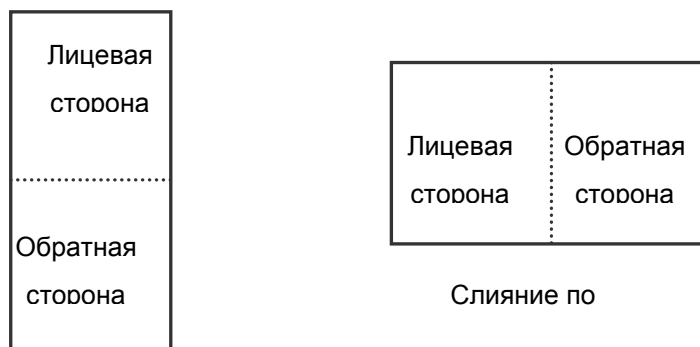 Лицевая
сторона
Обратная
сторона
Лицевая
сторона
Обратная
сторона
Слияние по